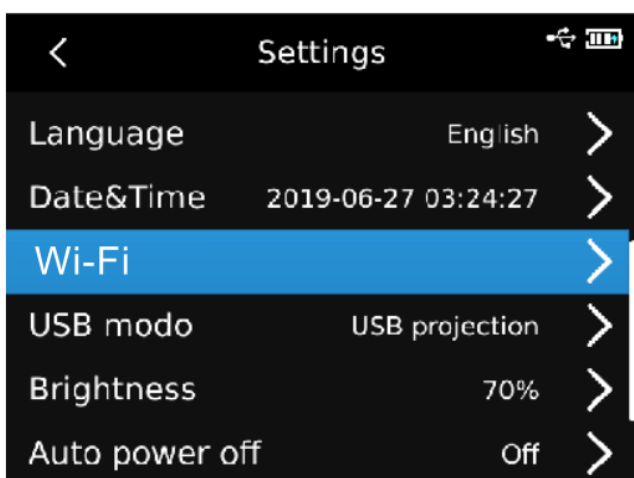 Settings
Language English
Date&Time 2019-06-27 03:24:27
Wi-Fi
USB modo USB projection
Brightness 70%
Auto power off Off